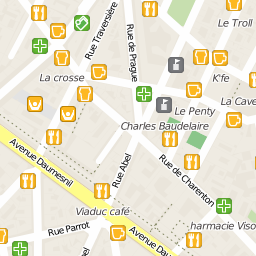 Le Troll
Rue Traversière
Rue de Prague
La crosse
K'fe
La Cave
Le Penty
Charles Baudelaire
Avenue Daumesnil
Rue Abel
Rue de Charenton
Viaduc café
Rue Parrot
Avenue Dau
harmacie Viso